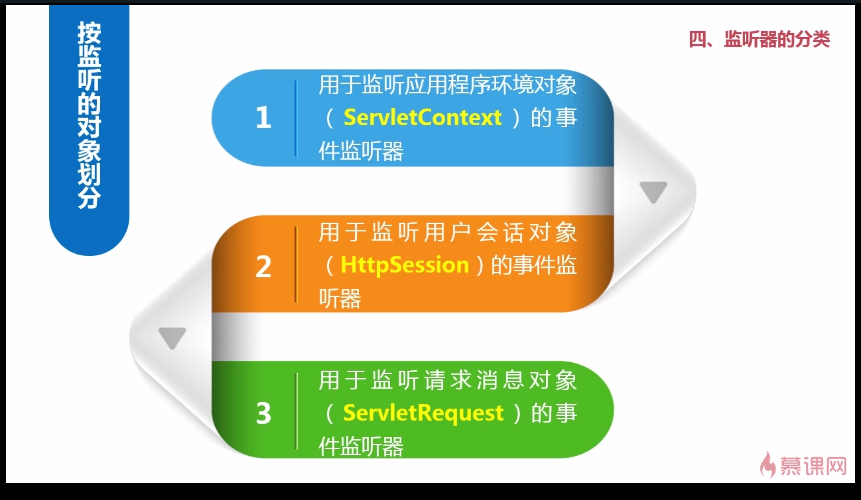 四、监听器的分类
按监听的对象划分
1
用于监听应用程序环境对象
（ServletContext）的事
件监听器
2
用于监听用户会话对象
（HttpSession）的事件监
听器
3
用于监听请求消息对象
（ServletRequest）的事
件监听器
慕课网